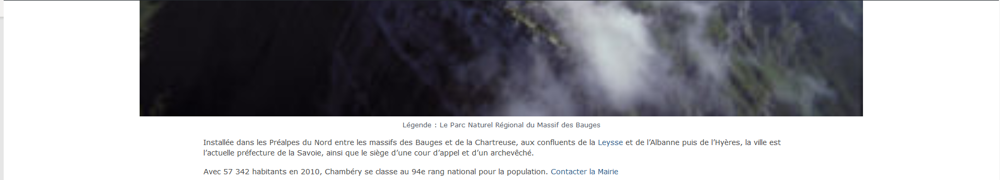 Légende : Le Parc Naturel Régional du Massif des Bauges
Installée dans les Préalpes du Nord entre les massifs des Bauges et de la Chartreuse, aux confluents de la Leysse et de l’Albanne puis de l’Hyères, la ville est
l’actuelle préfecture de la Savoie, ainsi que le siège d’une cour d’appel et d’un archevêché.
Avec 57 342 habitants en 2010, Chambéry se classe au 94e rang national pour la population. Contacter la Mairie